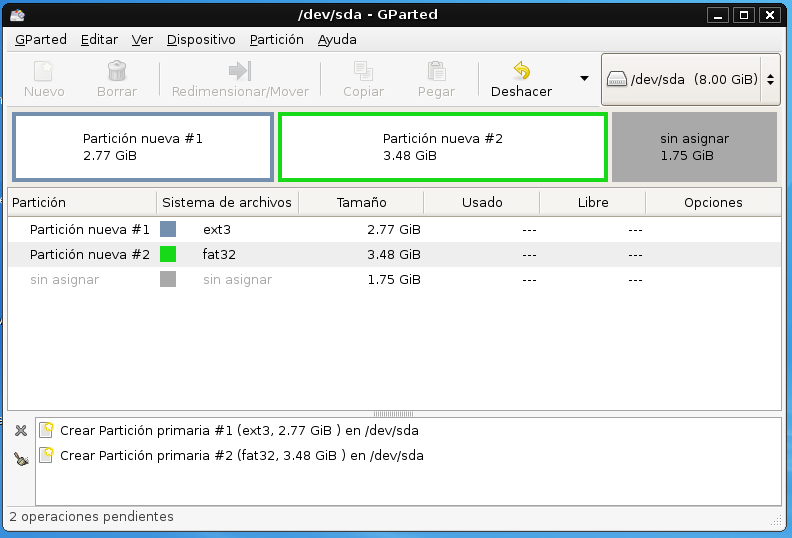 /dev/sda - GParted
GParted Editar Ver Dispositivo Partición Ayuda
Nuevo Borrar Redimensionar/Mover Copiar Pegar Deshacer /dev/sda (8.00 GiB)
Partición nueva #1
2.77 GiB
Partición nueva #2
3.48 GiB
sin asignar
1.75 GiB
Partición Sistema de archivos Tamaño Usado Libre Opciones
Partición nueva #1 ext3 2.77 GiB --- ---
Partición nueva #2 fat32 3.48 GiB --- ---
sin asignar sin asignar 1.75 GiB --- ---
Crear Partición primaria #1 (ext3, 2.77 GiB ) en /dev/sda
Crear Partición primaria #2 (fat32, 3.48 GiB ) en /dev/sda
2 operaciones pendientes